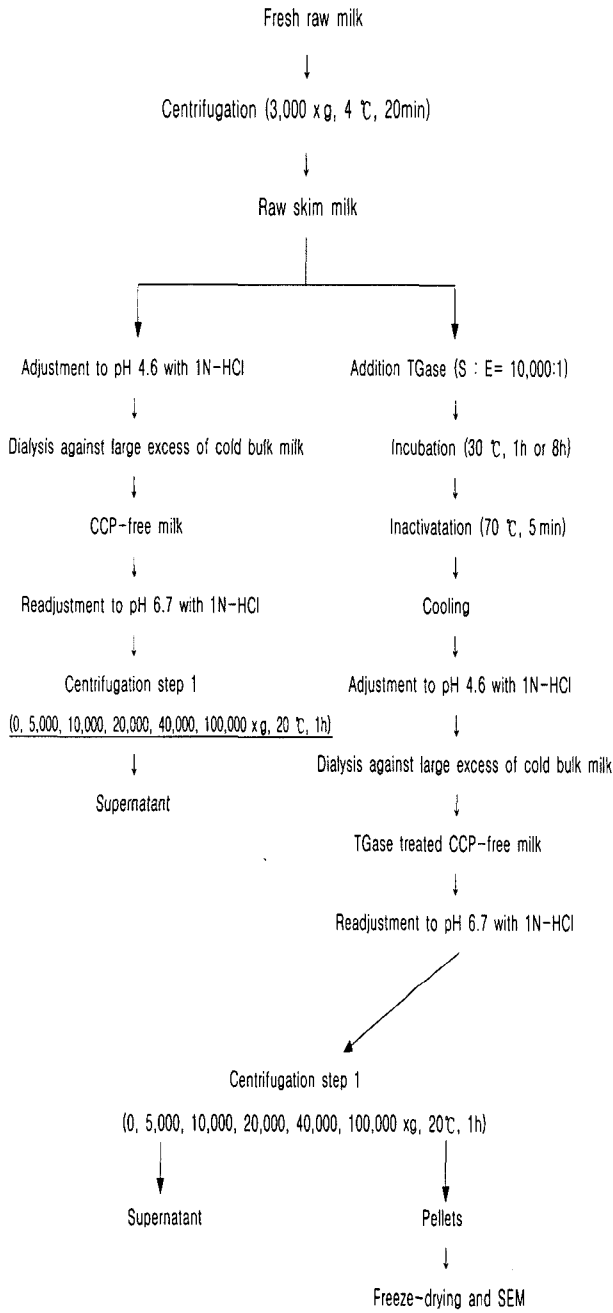 Fresh raw milk
Centrifugation (3,000 xg, 4 ℃, 20min)
Raw skim milk
Adjustment to pH 4.6 with 1N-HCl
Dialysis against large excess of cold bulk milk
CCP-free milk
Readjustment to pH 6.7 with 1N-HCl
Centrifugation step 1
(0, 5,000, 10,000, 20,000, 40,000, 100,000 xg, 20 ℃, 1h)
Supernatant
Addition TGase (S : E= 10,000:1)
Incubation (30 ℃, 1h or 8h)
Inactivatation (70 ℃, 5min)
Cooling
Adjustment to pH 4.6 with 1N-HCl
Dialysis against large excess of cold bulk milk
TGase treated CCP-free milk
Readjustment to pH 6.7 with 1N-HCl
Centrifugation step 1
(0, 5,000, 10,000, 20,000, 40,000, 100,000 xg, 20℃, 1h)
Supernatant
Pellets
Freeze-drying and SEM